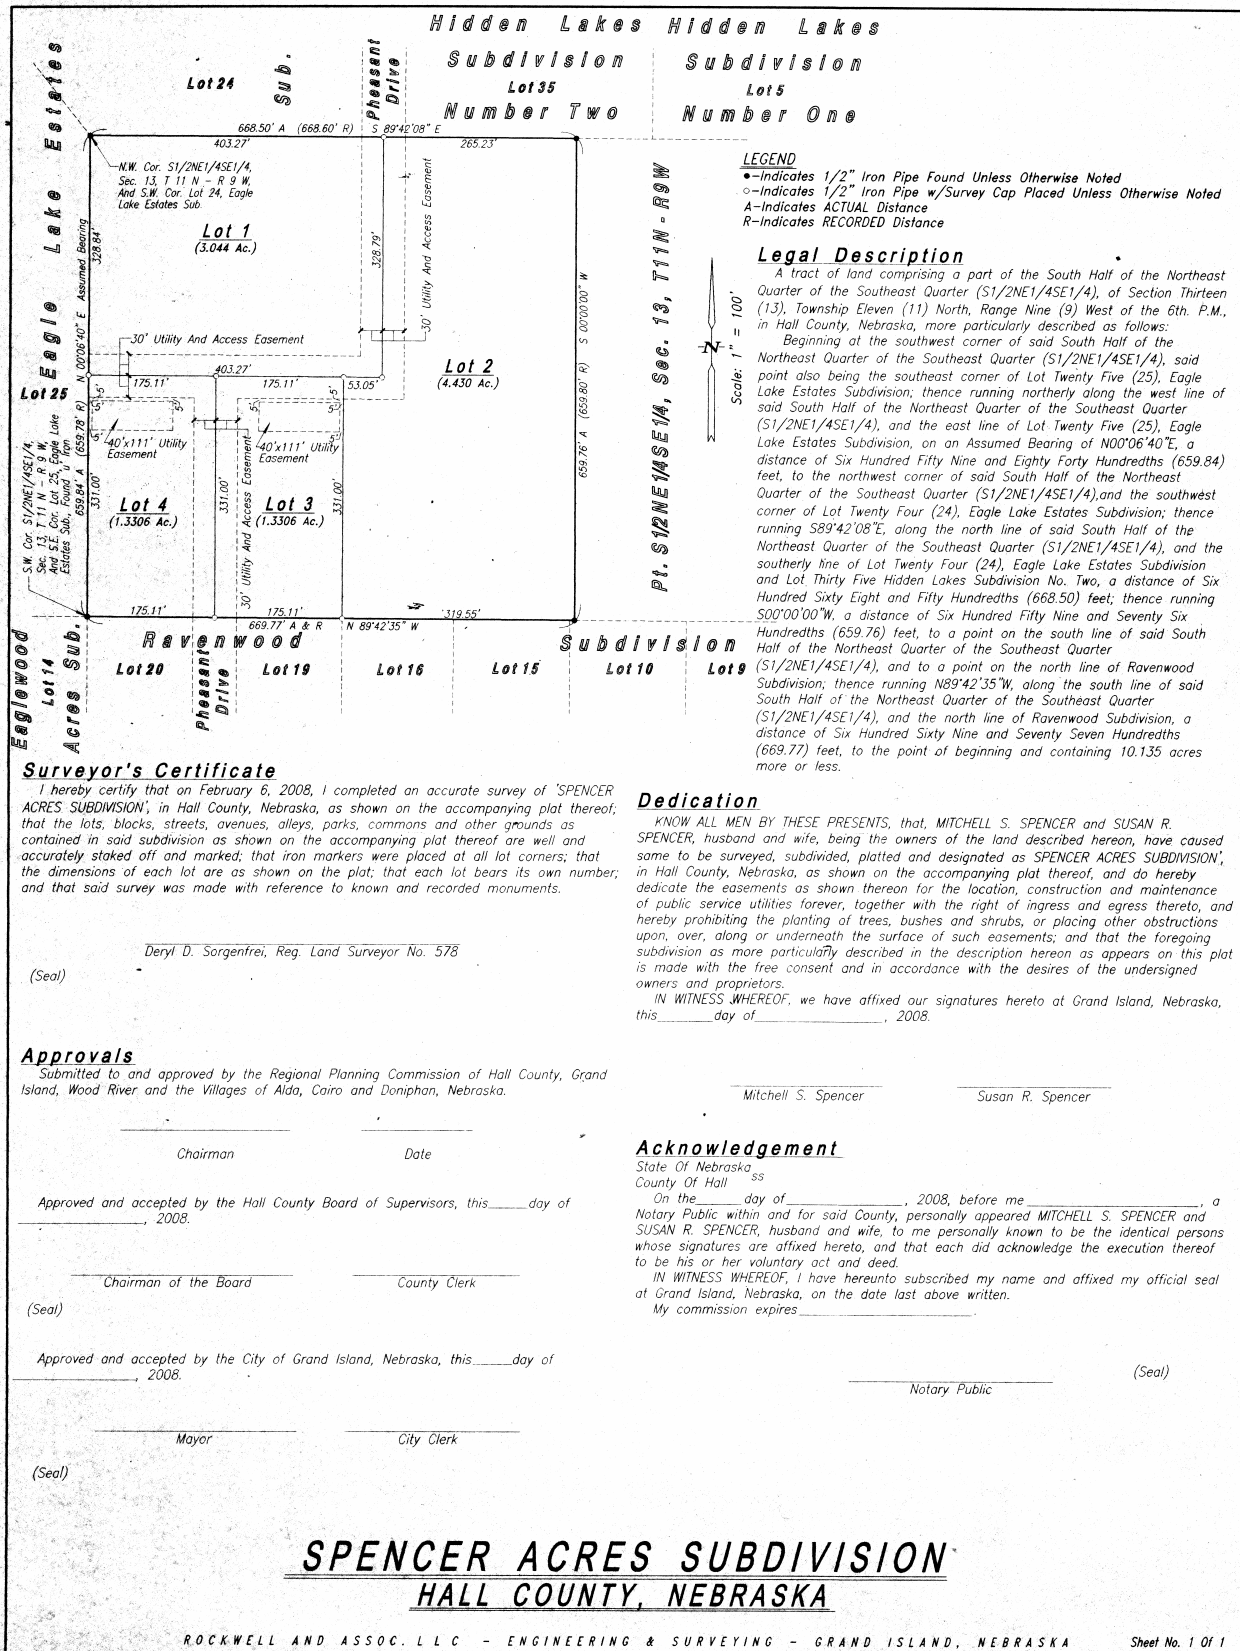 Hidden Lakes
Subdivision
Lot 35
Number Two
Hidden Lakes
Subdivision
Lot 5
Number One
Eagle Lake Estates
Lot 24
Sub.
Pheasant
Drive
668.50' A (668.60' R) S 89°42'08" E
403.27'
265.23'
N.W. Cor. S1/2NE1/4SE1/4,
Sec. 13, T 11 N - R 9 W,
And S.W. Cor. Lot 24, Eagle
Lake Estates Sub.
Lot 1
(3.044 Ac.)
328.84'
N 00°06'40" E Assumed Bearing
659.84' A (659.78' R)
328.79'
30' Utility And Access Easement
30' Utility And Access Easement
403.27'
Lot 2
(4.430 Ac.)
659.76' A (659.80' R) S 00°00'00" W
Lot 25
175.11'
175.11'
53.05'
5'
5'
5'
5'
5'
5'
40'x111' Utility
Easement
40'x111' Utility
Easement
S.W. Cor. S1/2NE1/4SE1/4,
Sec. 13, T 11 N - R 9 W,
And S.E. Cor. Lot 25, Eagle Lake
Estates Sub., Found "u" Iron
331.00'
Lot 4
(1.3306 Ac.)
331.00'
30' Utility And Access Easement
Lot 3
(1.3306 Ac.)
331.00'
175.11'
175.11'
319.55'
669.77' A & R N 89°42'35" W
Ravenwood Subdivision
Eaglewood
Lot 14
Acres Sub.
Lot 20
Pheasant
Drive
Lot 19
Lot 16
Lot 15
Lot 10
Lot 9
Pt. S1/2NE1/4SE1/4, Sec. 13, T11N-R9W
N
Scale: 1" = 100'
LEGEND
●-Indicates 1/2" Iron Pipe Found Unless Otherwise Noted
○-Indicates 1/2" Iron Pipe w/Survey Cap Placed Unless Otherwise Noted
A-Indicates ACTUAL Distance
R-Indicates RECORDED Distance
Legal Description
A tract of land comprising a part of the South Half of the Northeast
Quarter of the Southeast Quarter (S1/2NE1/4SE1/4), of Section Thirteen
(13), Township Eleven (11) North, Range Nine (9) West of the 6th. P.M.,
in Hall County, Nebraska, more particularly described as follows:
Beginning at the southwest corner of said South Half of the
Northeast Quarter of the Southeast Quarter (S1/2NE1/4SE1/4), said
point also being the southeast corner of Lot Twenty Five (25), Eagle
Lake Estates Subdivision; thence running northerly along the west line of
said South Half of the Northeast Quarter of the Southeast Quarter
(S1/2NE1/4SE1/4), and the east line of Lot Twenty Five (25), Eagle
Lake Estates Subdivision, on an Assumed Bearing of N00°06'40"E, a
distance of Six Hundred Fifty Nine and Eighty Forty Hundredths (659.84)
feet, to the northwest corner of said South Half of the Northeast
Quarter of the Southeast Quarter (S1/2NE1/4SE1/4),and the southwest
corner of Lot Twenty Four (24), Eagle Lake Estates Subdivision; thence
running S89°42'08"E, along the north line of said South Half of the
Northeast Quarter of the Southeast Quarter (S1/2NE1/4SE1/4), and the
southerly line of Lot Twenty Four (24), Eagle Lake Estates Subdivision
and Lot Thirty Five Hidden Lakes Subdivision No. Two, a distance of Six
Hundred Sixty Eight and Fifty Hundredths (668.50) feet; thence running
S00°00'00"W, a distance of Six Hundred Fifty Nine and Seventy Six
Hundredths (659.76) feet, to a point on the south line of said South
Half of the Northeast Quarter of the Southeast Quarter
(S1/2NE1/4SE1/4), and to a point on the north line of Ravenwood
Subdivision; thence running N89°42'35"W, along the south line of said
South Half of the Northeast Quarter of the Southeast Quarter
(S1/2NE1/4SE1/4), and the north line of Ravenwood Subdivision, a
distance of Six Hundred Sixty Nine and Seventy Seven Hundredths
(669.77) feet, to the point of beginning and containing 10.135 acres
more or less.
Surveyor's Certificate
I hereby certify that on February 6, 2008, I completed an accurate survey of 'SPENCER
ACRES SUBDIVISION', in Hall County, Nebraska, as shown on the accompanying plat thereof;
that the lots, blocks, streets, avenues, alleys, parks, commons and other grounds as
contained in said subdivision as shown on the accompanying plat thereof are well and
accurately staked off and marked; that iron markers were placed at all lot corners; that
the dimensions of each lot are as shown on the plat; that each lot bears its own number;
and that said survey was made with reference to known and recorded monuments.
Deryl D. Sorgenfrei, Reg. Land Surveyor No. 578
(Seal)
Approvals
Submitted to and approved by the Regional Planning Commission of Hall County, Grand
Island, Wood River and the Villages of Alda, Cairo and Doniphan, Nebraska.
Chairman Date
Approved and accepted by the Hall County Board of Supervisors, this_____day of
_______________, 2008.
Chairman of the Board County Clerk
(Seal)
Approved and accepted by the City of Grand Island, Nebraska, this_____day of
_______________, 2008.
Mayor City Clerk
(Seal)
Dedication
KNOW ALL MEN BY THESE PRESENTS, that, MITCHELL S. SPENCER and SUSAN R.
SPENCER, husband and wife, being the owners of the land described hereon, have caused
same to be surveyed, subdivided, platted and designated as SPENCER ACRES SUBDIVISION',
in Hall County, Nebraska, as shown on the accompanying plat thereof, and do hereby
dedicate the easements as shown thereon for the location, construction and maintenance
of public service utilities forever, together with the right of ingress and egress thereto, and
hereby prohibiting the planting of trees, bushes and shrubs, or placing other obstructions
upon, over, along or underneath the surface of such easements; and that the foregoing
subdivision as more particularly described in the description hereon as appears on this plat
is made with the free consent and in accordance with the desires of the undersigned
owners and proprietors.
IN WITNESS WHEREOF, we have affixed our signatures hereto at Grand Island, Nebraska,
this_______day of________________, 2008.
Mitchell S. Spencer Susan R. Spencer
Acknowledgement
State Of Nebraska
ss
County Of Hall
On the______day of_______________, 2008, before me______________________, a
Notary Public within and for said County, personally appeared MITCHELL S. SPENCER and
SUSAN R. SPENCER, husband and wife, to me personally known to be the identical persons
whose signatures are affixed hereto, and that each did acknowledge the execution thereof
to be his or her voluntary act and deed.
IN WITNESS WHEREOF, I have hereunto subscribed my name and affixed my official seal
at Grand Island, Nebraska, on the date last above written.
My commission expires______________________.
(Seal)
Notary Public
SPENCER ACRES SUBDIVISION
HALL COUNTY, NEBRASKA
ROCKWELL AND ASSOC. LLC - ENGINEERING & SURVEYING - GRAND ISLAND, NEBRASKA
Sheet No. 1 Of 1